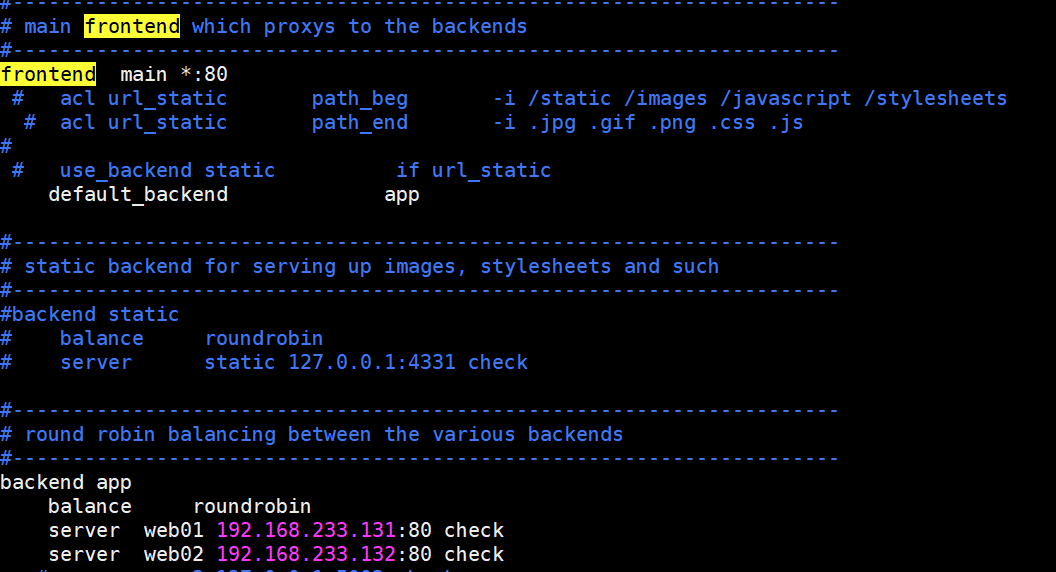 #---------------------------------------------------------------------
# main frontend which proxys to the backends
#---------------------------------------------------------------------
frontend  main *:80
 #   acl url_static       path_beg       -i /static /images /javascript /stylesheets
  #  acl url_static       path_end       -i .jpg .gif .png .css .js
#
 #   use_backend static          if url_static
    default_backend             app
#---------------------------------------------------------------------
# static backend for serving up images, stylesheets and such
#---------------------------------------------------------------------
#backend static
#    balance     roundrobin
#    server      static 127.0.0.1:4331 check
#---------------------------------------------------------------------
# round robin balancing between the various backends
#---------------------------------------------------------------------
backend app
    balance     roundrobin
    server  web01 192.168.233.131:80 check
    server  web02 192.168.233.132:80 check